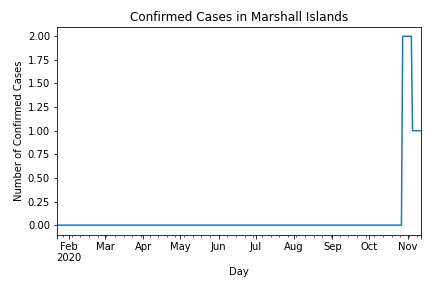 Confirmed Cases in Marshall Islands
Number of Confirmed Cases
2.00
1.75
1.50
1.25
1.00
0.75
0.50
0.25
0.00
Feb Mar Apr May Jun Jul Aug Sep Oct Nov
2020
Day